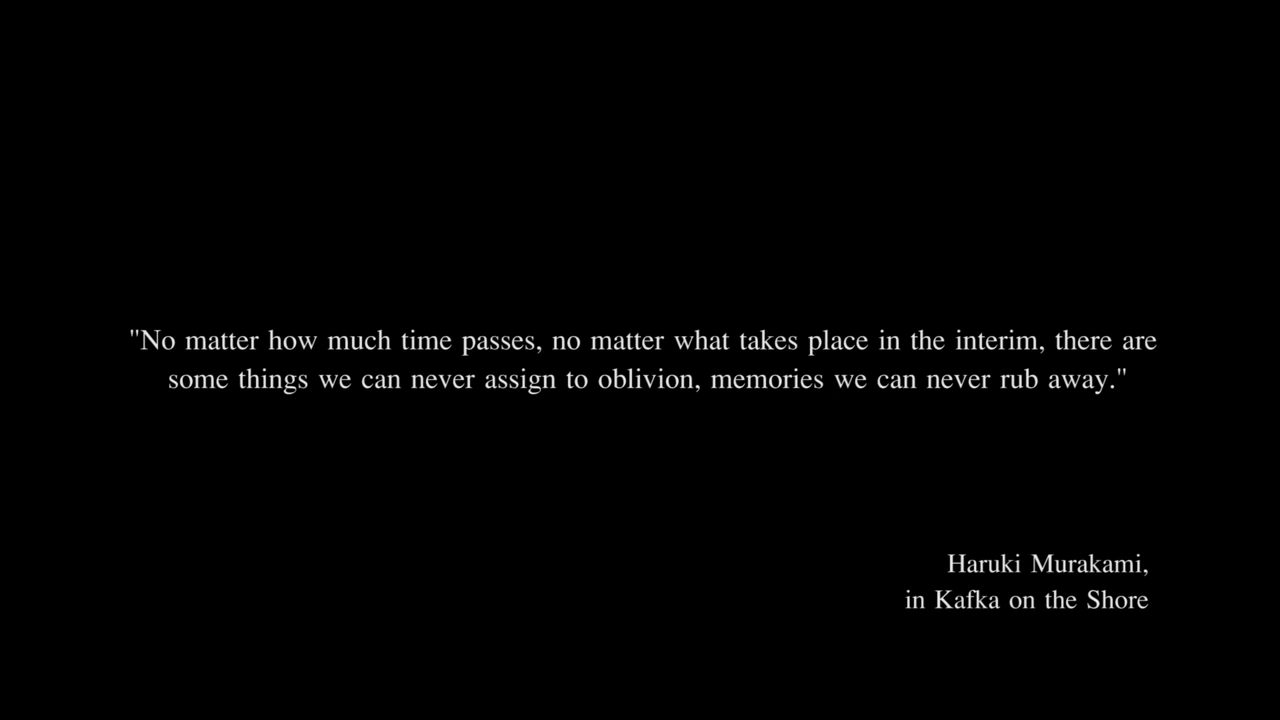 "No matter how much time passes, no matter what takes place in the interim, there are
some things we can never assign to oblivion, memories we can never rub away."
Haruki Murakami,
in Kafka on the Shore